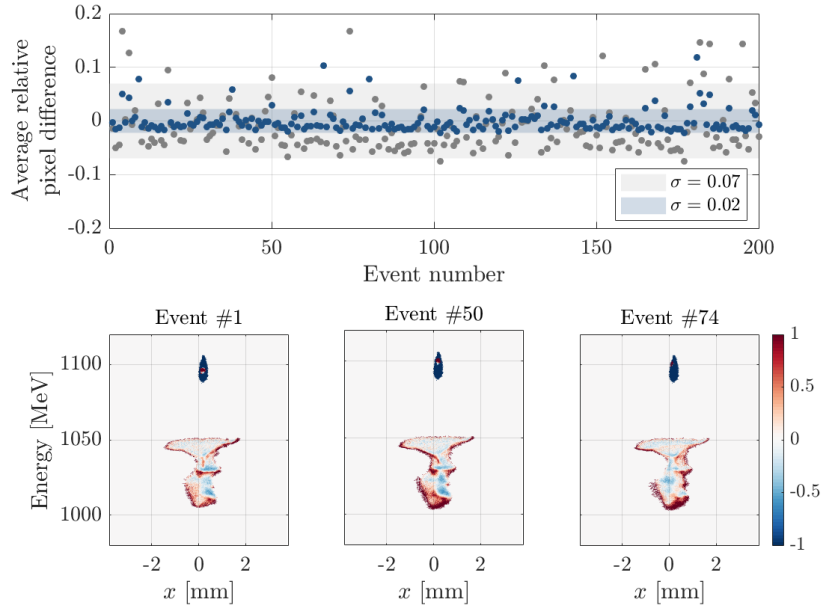 Average relative
pixel difference
0.2
0.1
0
-0.1
-0.2
0 50 100 150 200
Event number
σ = 0.07
σ = 0.02
Event #1
Event #50
Event #74
Energy [MeV]
1100
1050
1000
-2 0 2
x [mm]
-2 0 2
x [mm]
-2 0 2
x [mm]
1
0.5
0
-0.5
-1